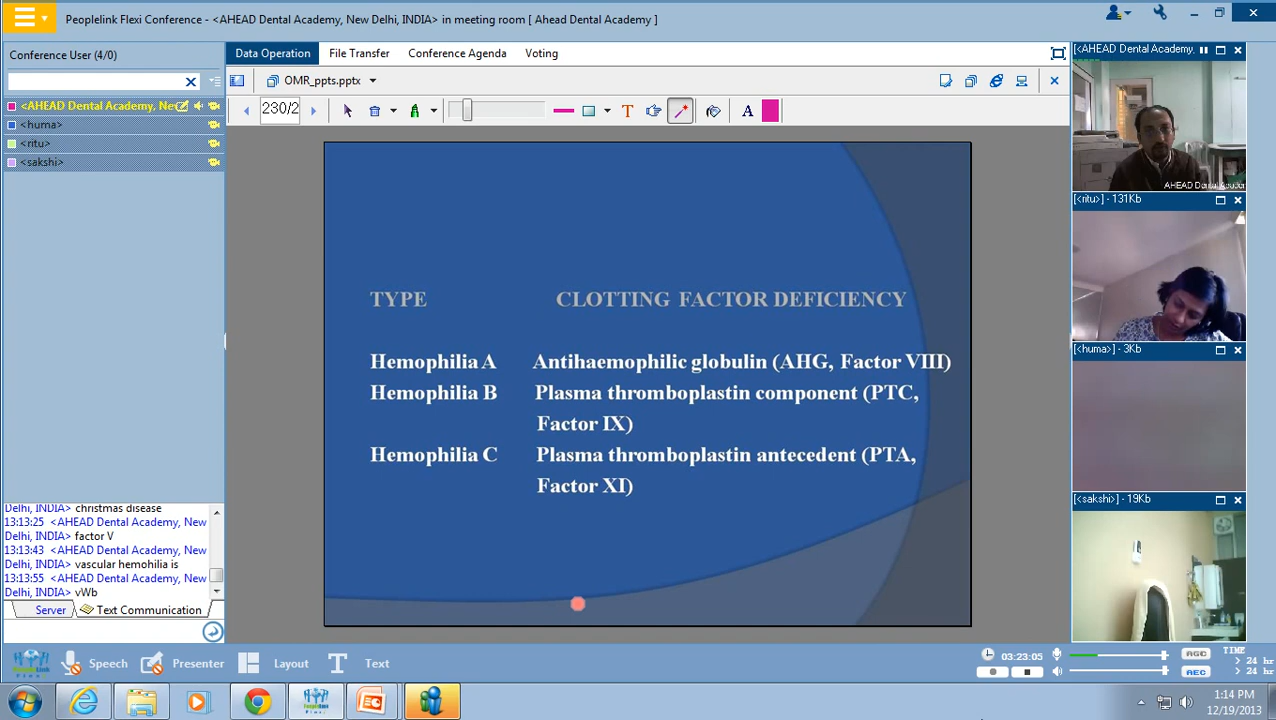 Peoplelink Flexi Conference - <AHEAD Dental Academy, New Delhi, INDIA> in meeting room [ Ahead Dental Academy ]
Conference User (4/0)
Data Operation
File Transfer
Conference Agenda
Voting
OMR_ppts.pptx
230/2
T
A
<AHEAD Dental Academy, Nev
<huma>
<ritu>
<sakshi>
TYPE CLOTTING FACTOR DEFICIENCY
Hemophilia A Antihaemophilic globulin (AHG, Factor VIII)
Hemophilia B Plasma thromboplastin component (PTC,
Factor IX)
Hemophilia C Plasma thromboplastin antecedent (PTA,
Factor XI)
[<AHEAD Dental Academy,
AHEAD Dental Academ
[<ritu>] - 131Kb
[<huma>] - 3Kb
[<sakshi>] - 19Kb
Delhi, INDIA> christmas disease
13:13:25 <AHEAD Dental Academy, New
Delhi, INDIA> factor V
13:13:43 <AHEAD Dental Academy, New
Delhi, INDIA> vascular hemohilia is
13:13:55 <AHEAD Dental Academy, New
Delhi, INDIA> vWb
Server
Text Communication
Speech
Presenter
Layout
Text
03:23:05
AGC
AEC
TIME
> 24 hr
> 24 hr
1:14 PM
12/19/2013